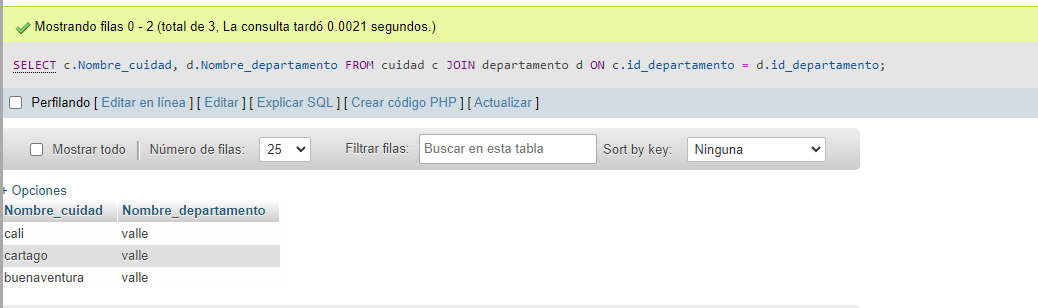 Mostrando filas 0 - 2 (total de 3, La consulta tardó 0.0021 segundos.)
SELECT c.Nombre_cuidad, d.Nombre_departamento FROM cuidad c JOIN departamento d ON c.id_departamento = d.id_departamento;
Perfilando [ Editar en línea ] [ Editar ] [ Explicar SQL ] [ Crear código PHP ] [ Actualizar ]
Mostrar todo Número de filas: 25 Filtrar filas: Buscar en esta tabla Sort by key: Ninguna
+ Opciones
Nombre_cuidad Nombre_departamento
cali valle
cartago valle
buenaventura valle